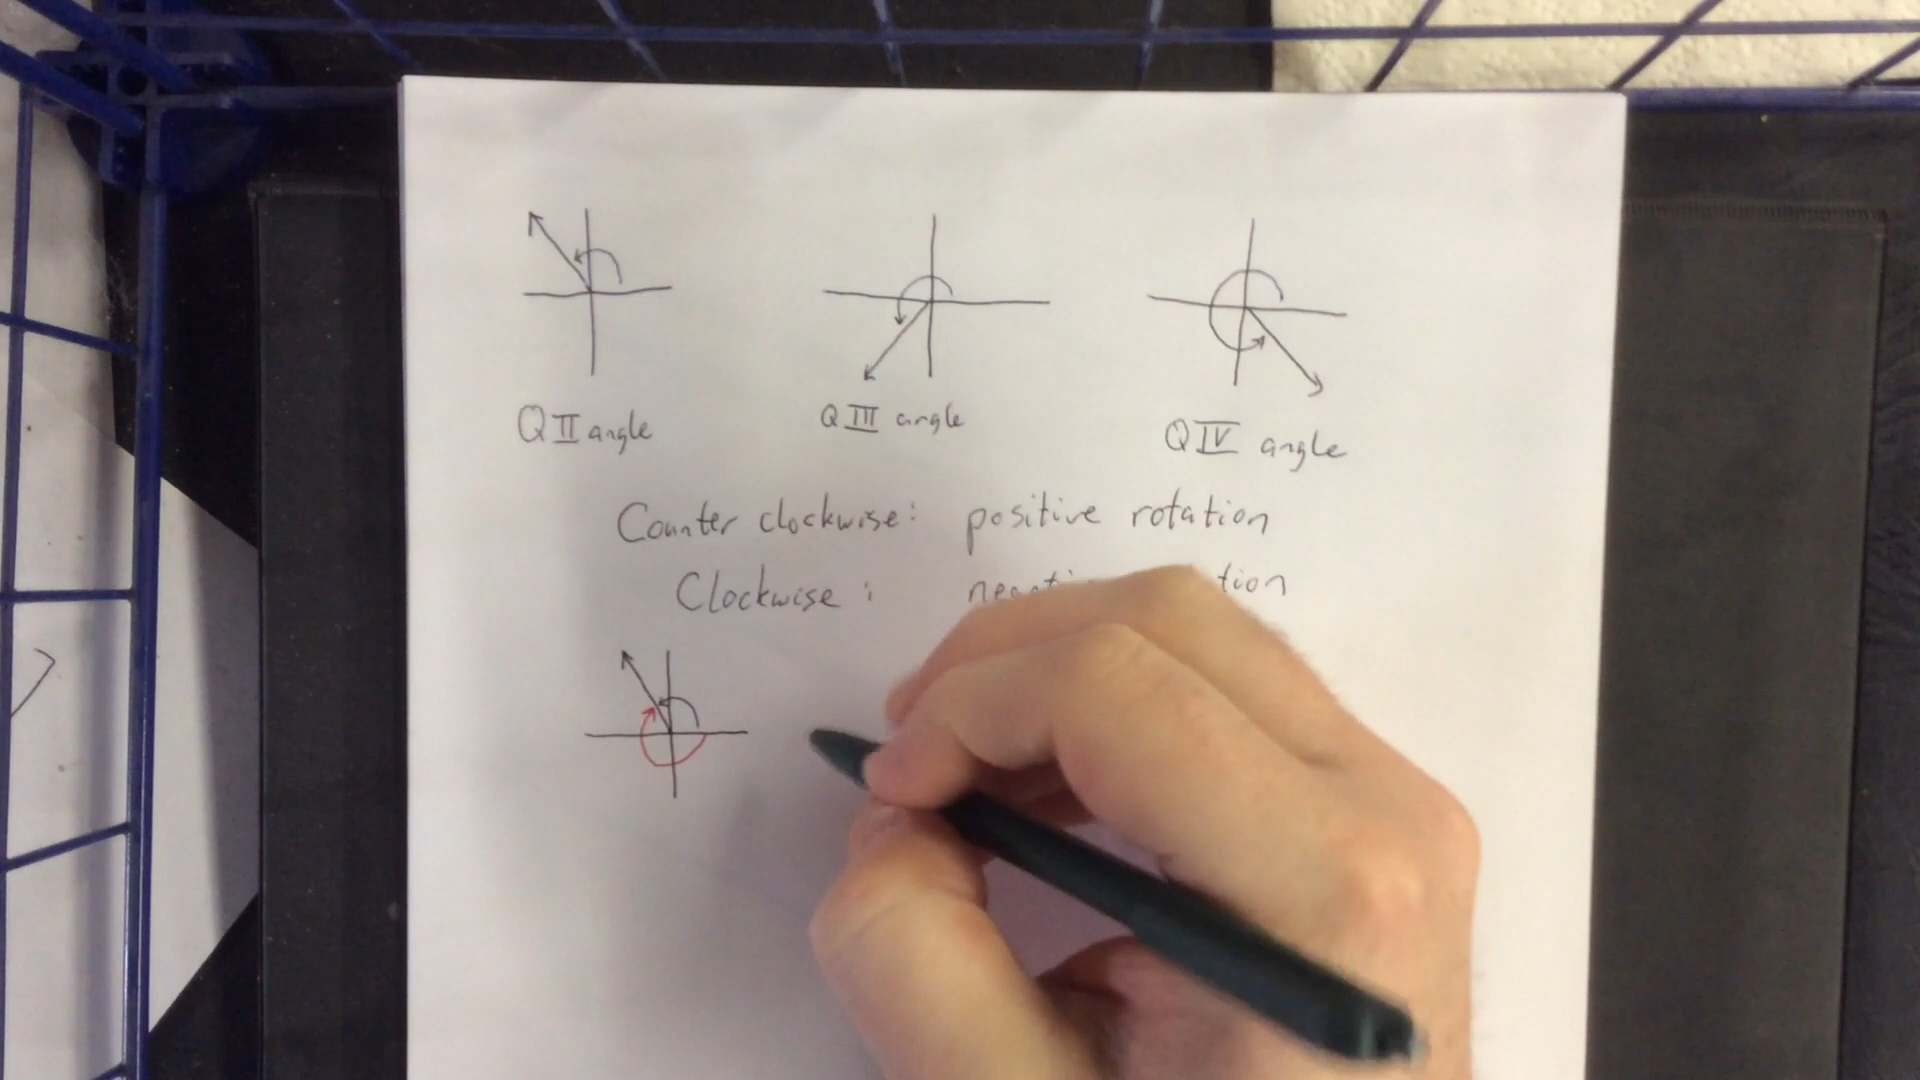 Q II angle
Q III angle
Q IV angle
Counter clockwise: positive rotation
Clockwise: